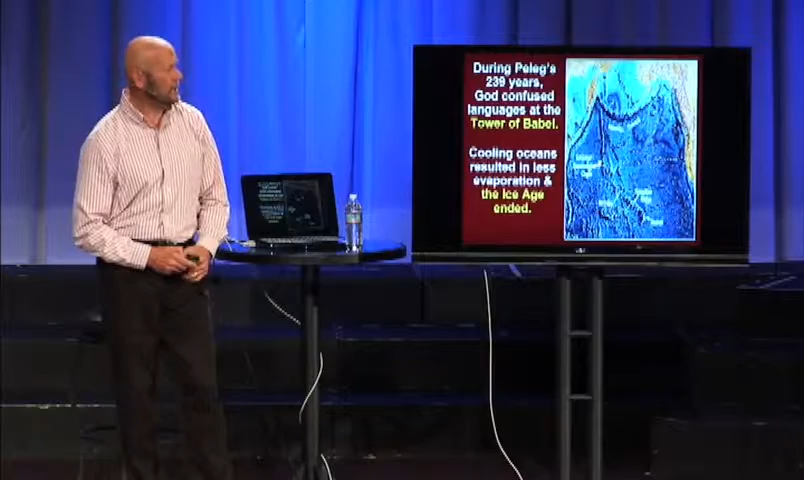 During Peleg's
239 years,
God confused
languages at the
Tower of Babel.
Cooling oceans
resulted in less
evaporation &
the Ice Age
ended.